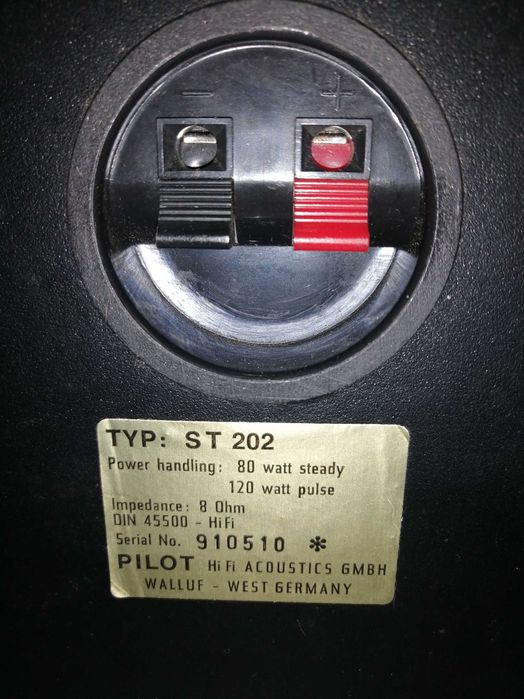 - +
TYP: ST 202
Power handling: 80 watt steady
120 watt pulse
Impedance: 8 Ohm
DIN 45500 - HiFi
Serial No. 910510 *
PILOT HiFi ACOUSTICS GMBH
WALLUF - WEST GERMANY